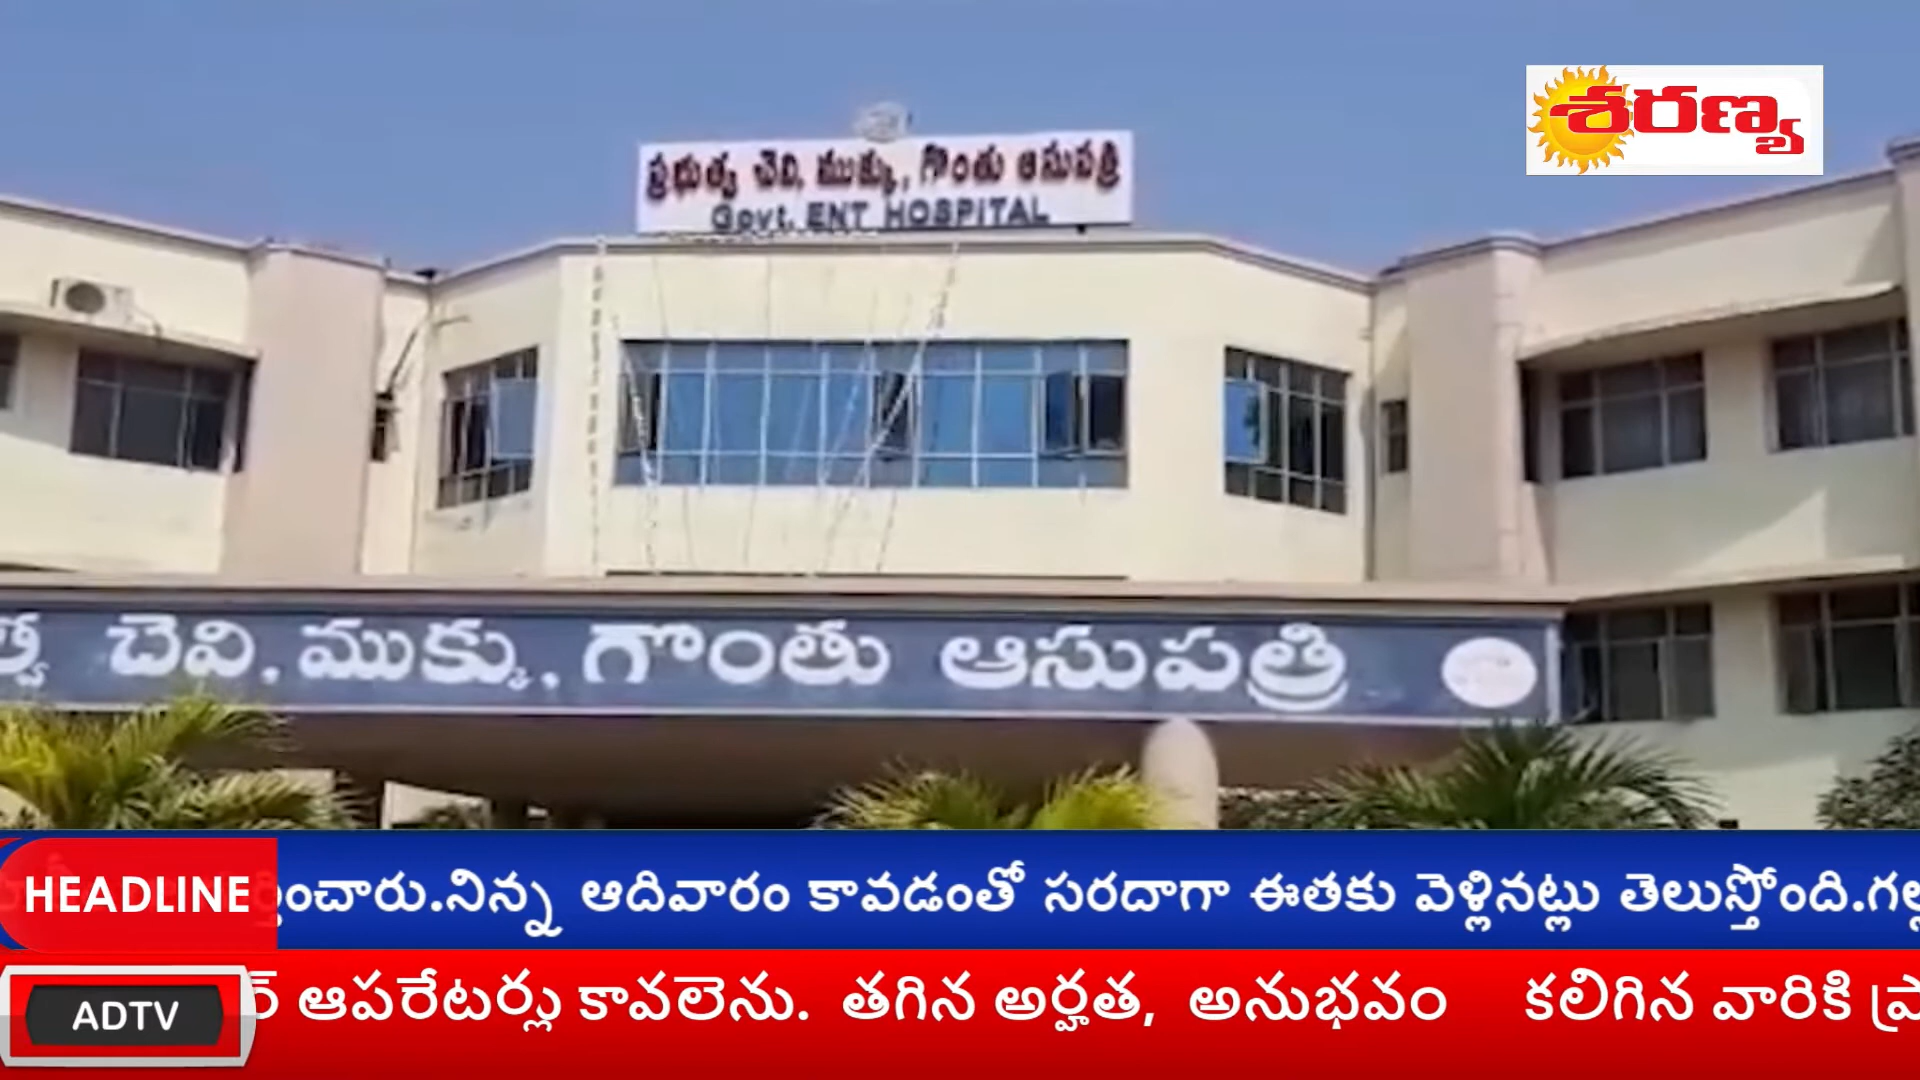 శరణ్య
ప్రభుత్వ చెవి, ముక్కు, గొంతు ఆసుపత్రి
Govt. ENT HOSPITAL
త్వ చెవి, ముక్కు, గొంతు ఆసుపత్రి
HEADLINE
ించారు.నిన్న ఆదివారం కావడంతో సరదాగా ఈతకు వెళ్లినట్లు తెలుస్తోంది.గల్
ADTV
ర్ ఆపరేటర్లు కావలెను. తగిన అర్హత, అనుభవం కలిగిన వారికి ప్రా